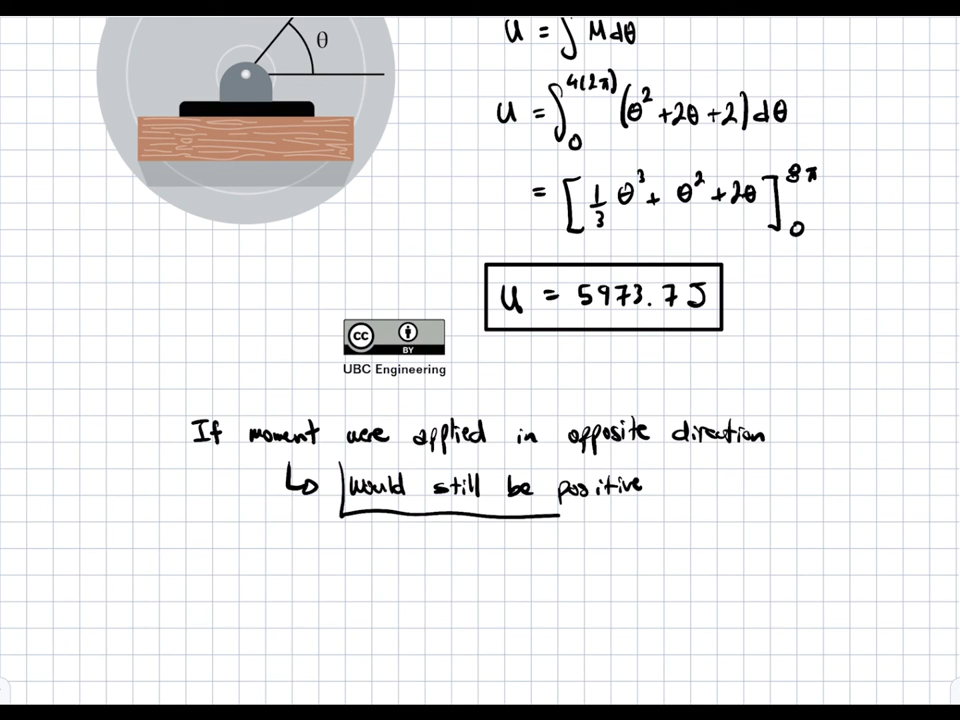 θ
U = ∫ M dθ
U = ∫₀^4(2π) (θ² + 2θ + 2) dθ
= [1/3 θ³ + θ² + 2θ]₀^8π
U = 5973.7 J
CC BY
UBC Engineering
If moment were applied in opposite direction
↳ would still be positive